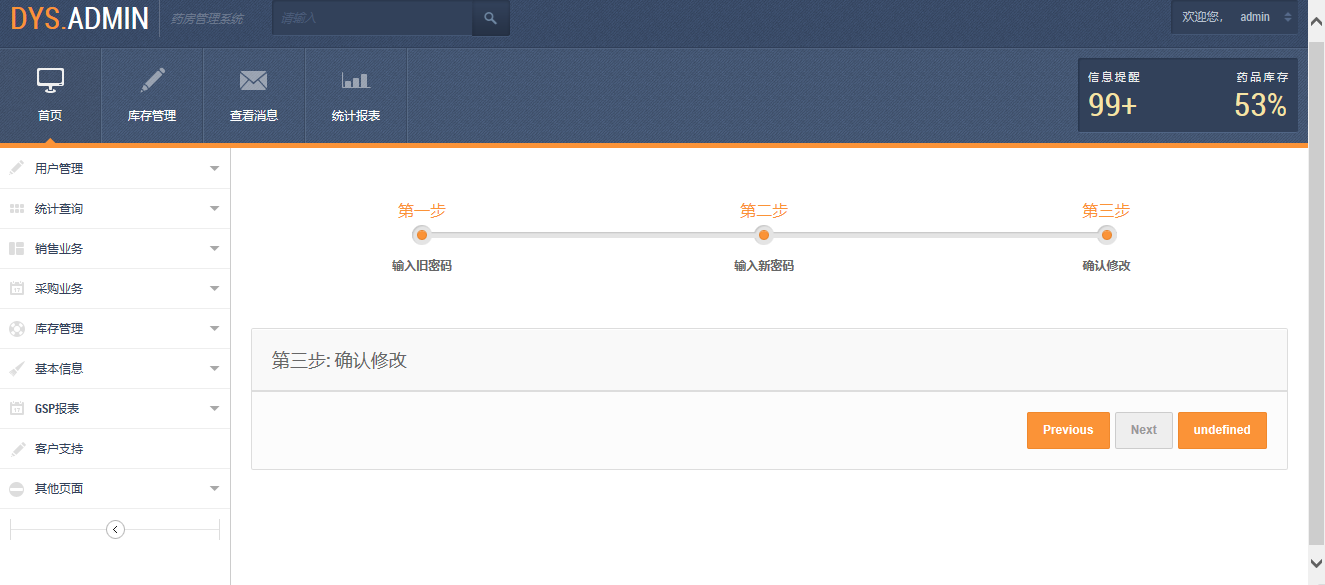 DYS.ADMIN 药房管理系统 请输入 欢迎您, admin
首页 库存管理 查看消息 统计报表
信息提醒 药品库存
99+ 53%
用户管理
统计查询
销售业务
采购业务
库存管理
基本信息
GSP报表
客户支持
其他页面
第一步 第二步 第三步
输入旧密码 输入新密码 确认修改
第三步: 确认修改
Previous Next undefined